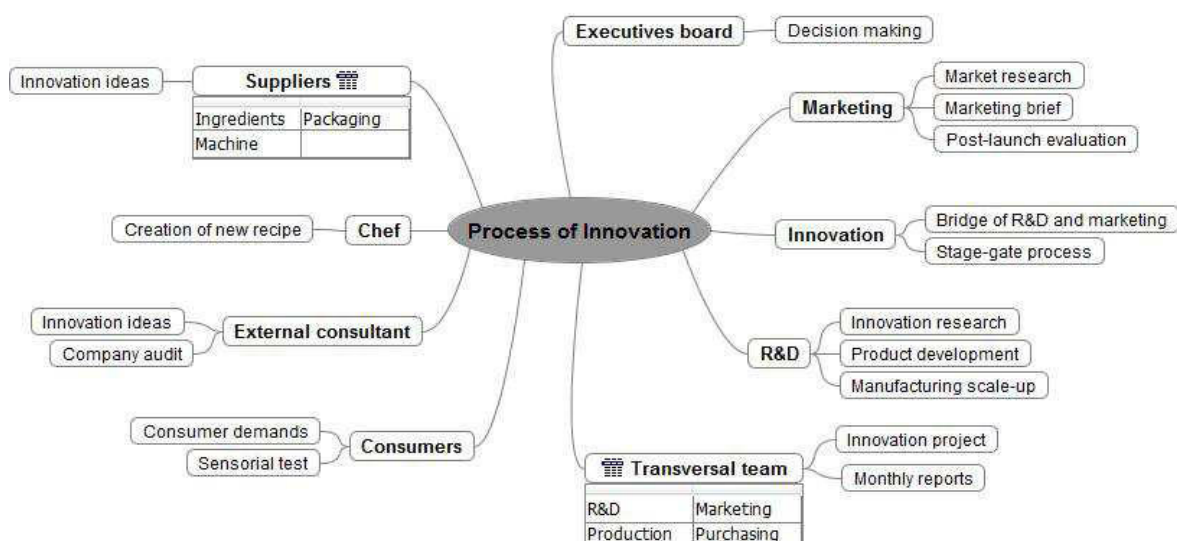 Process of Innovation
Executives board
Decision making
Marketing
Market research
Marketing brief
Post-launch evaluation
Innovation
Bridge of R&D and marketing
Stage-gate process
R&D
Innovation research
Product development
Manufacturing scale-up
Transversal team
R&D Marketing
Production Purchasing
Innovation project
Monthly reports
Suppliers
Ingredients Packaging
Machine
Innovation ideas
Chef
Creation of new recipe
External consultant
Innovation ideas
Company audit
Consumers
Consumer demands
Sensorial test